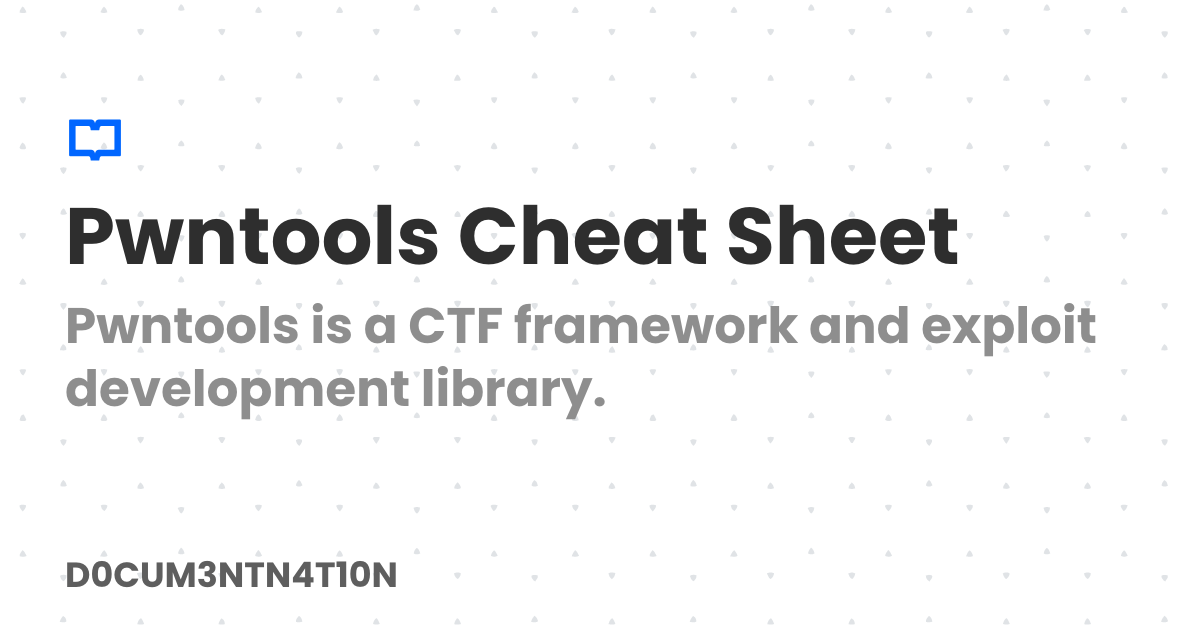 Pwntools Cheat Sheet
Pwntools is a CTF framework and exploit
development library.
D0CUM3NTN4T10N